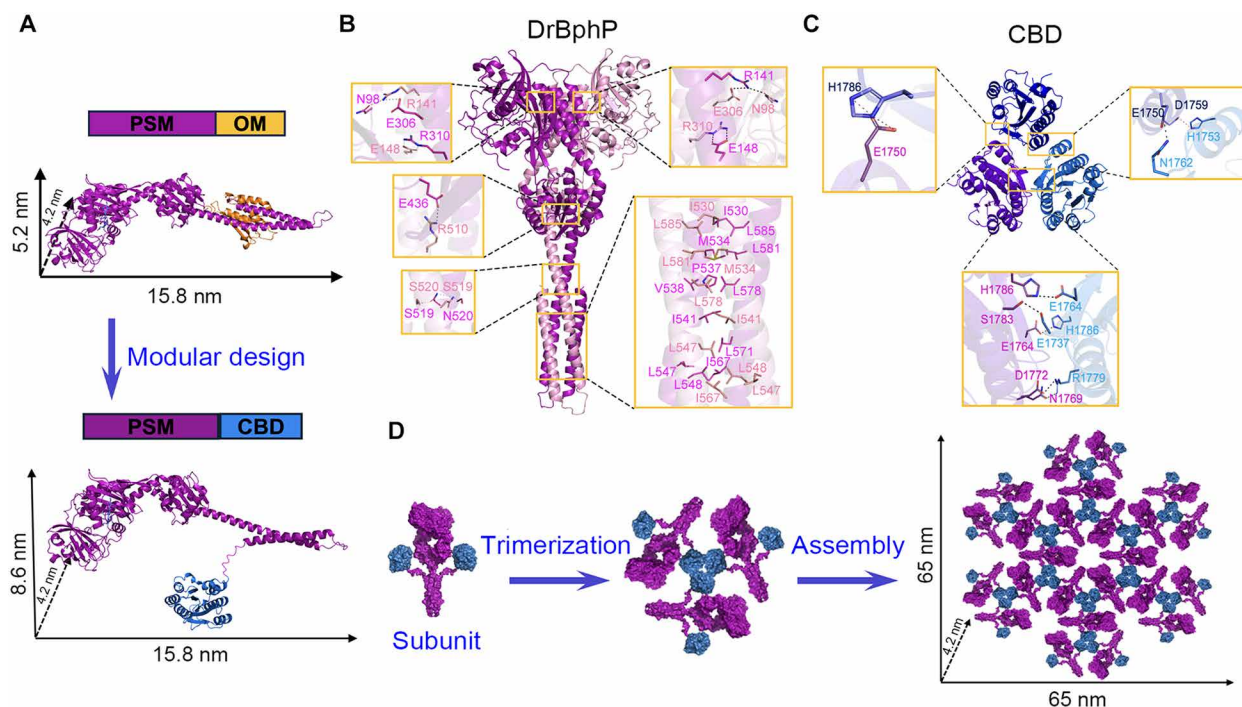 A
PSM OM
5.2 nm
4.2 nm
15.8 nm
Modular design
PSM CBD
8.6 nm
4.2 nm
15.8 nm
B
DrBphP
N98
R141
E306
R310
E148
R141
N98
E306
R310
E148
E436
R510
S520 S519
S519 N520
I530 I530
L585 L585
M534
L581 L581
P537 M534
V538 L578
L578
I541 I541
L547 L571
L547 I567 L548
L548 L547
I567
C
CBD
H1786
E1750
D1759
E1750 H1753
N1762
H1786
E1764
S1783
H1786
E1764 E1737
D1772
R1779
N1769
D
Subunit
Trimerization
Assembly
65 nm
4.2 nm
65 nm